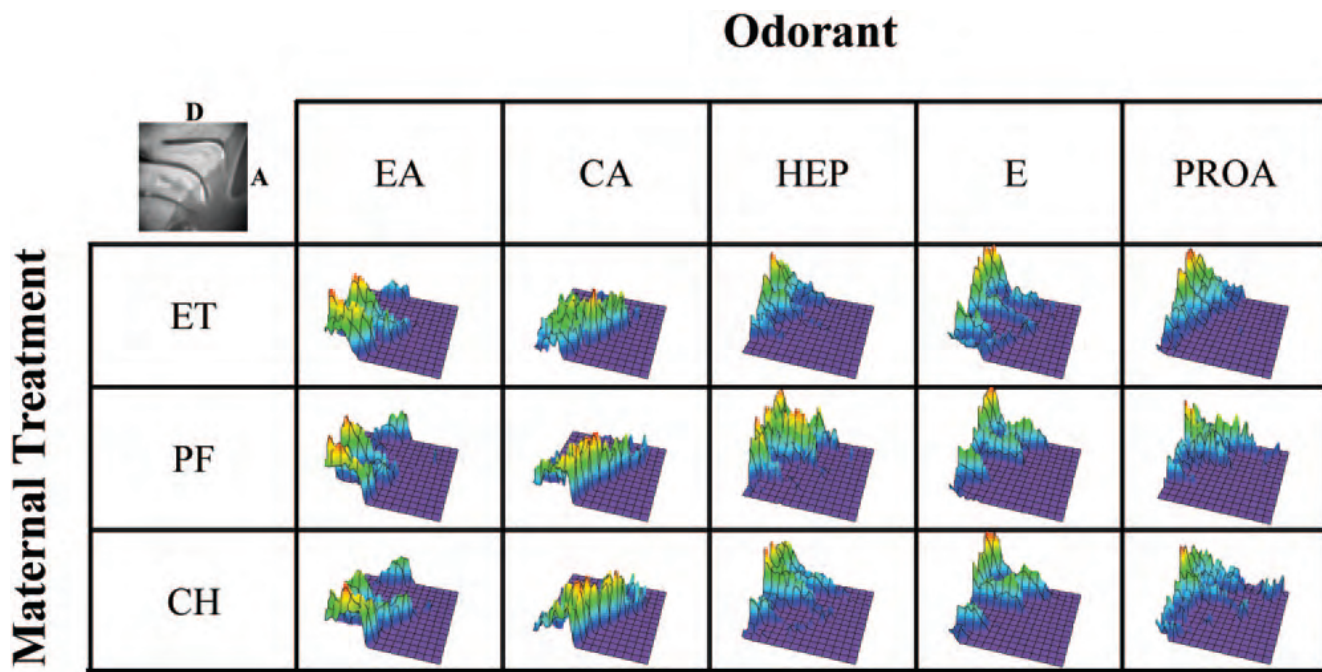 Odorant
D
A
EA CA HEP E PROA
Maternal Treatment
ET
PF
CH